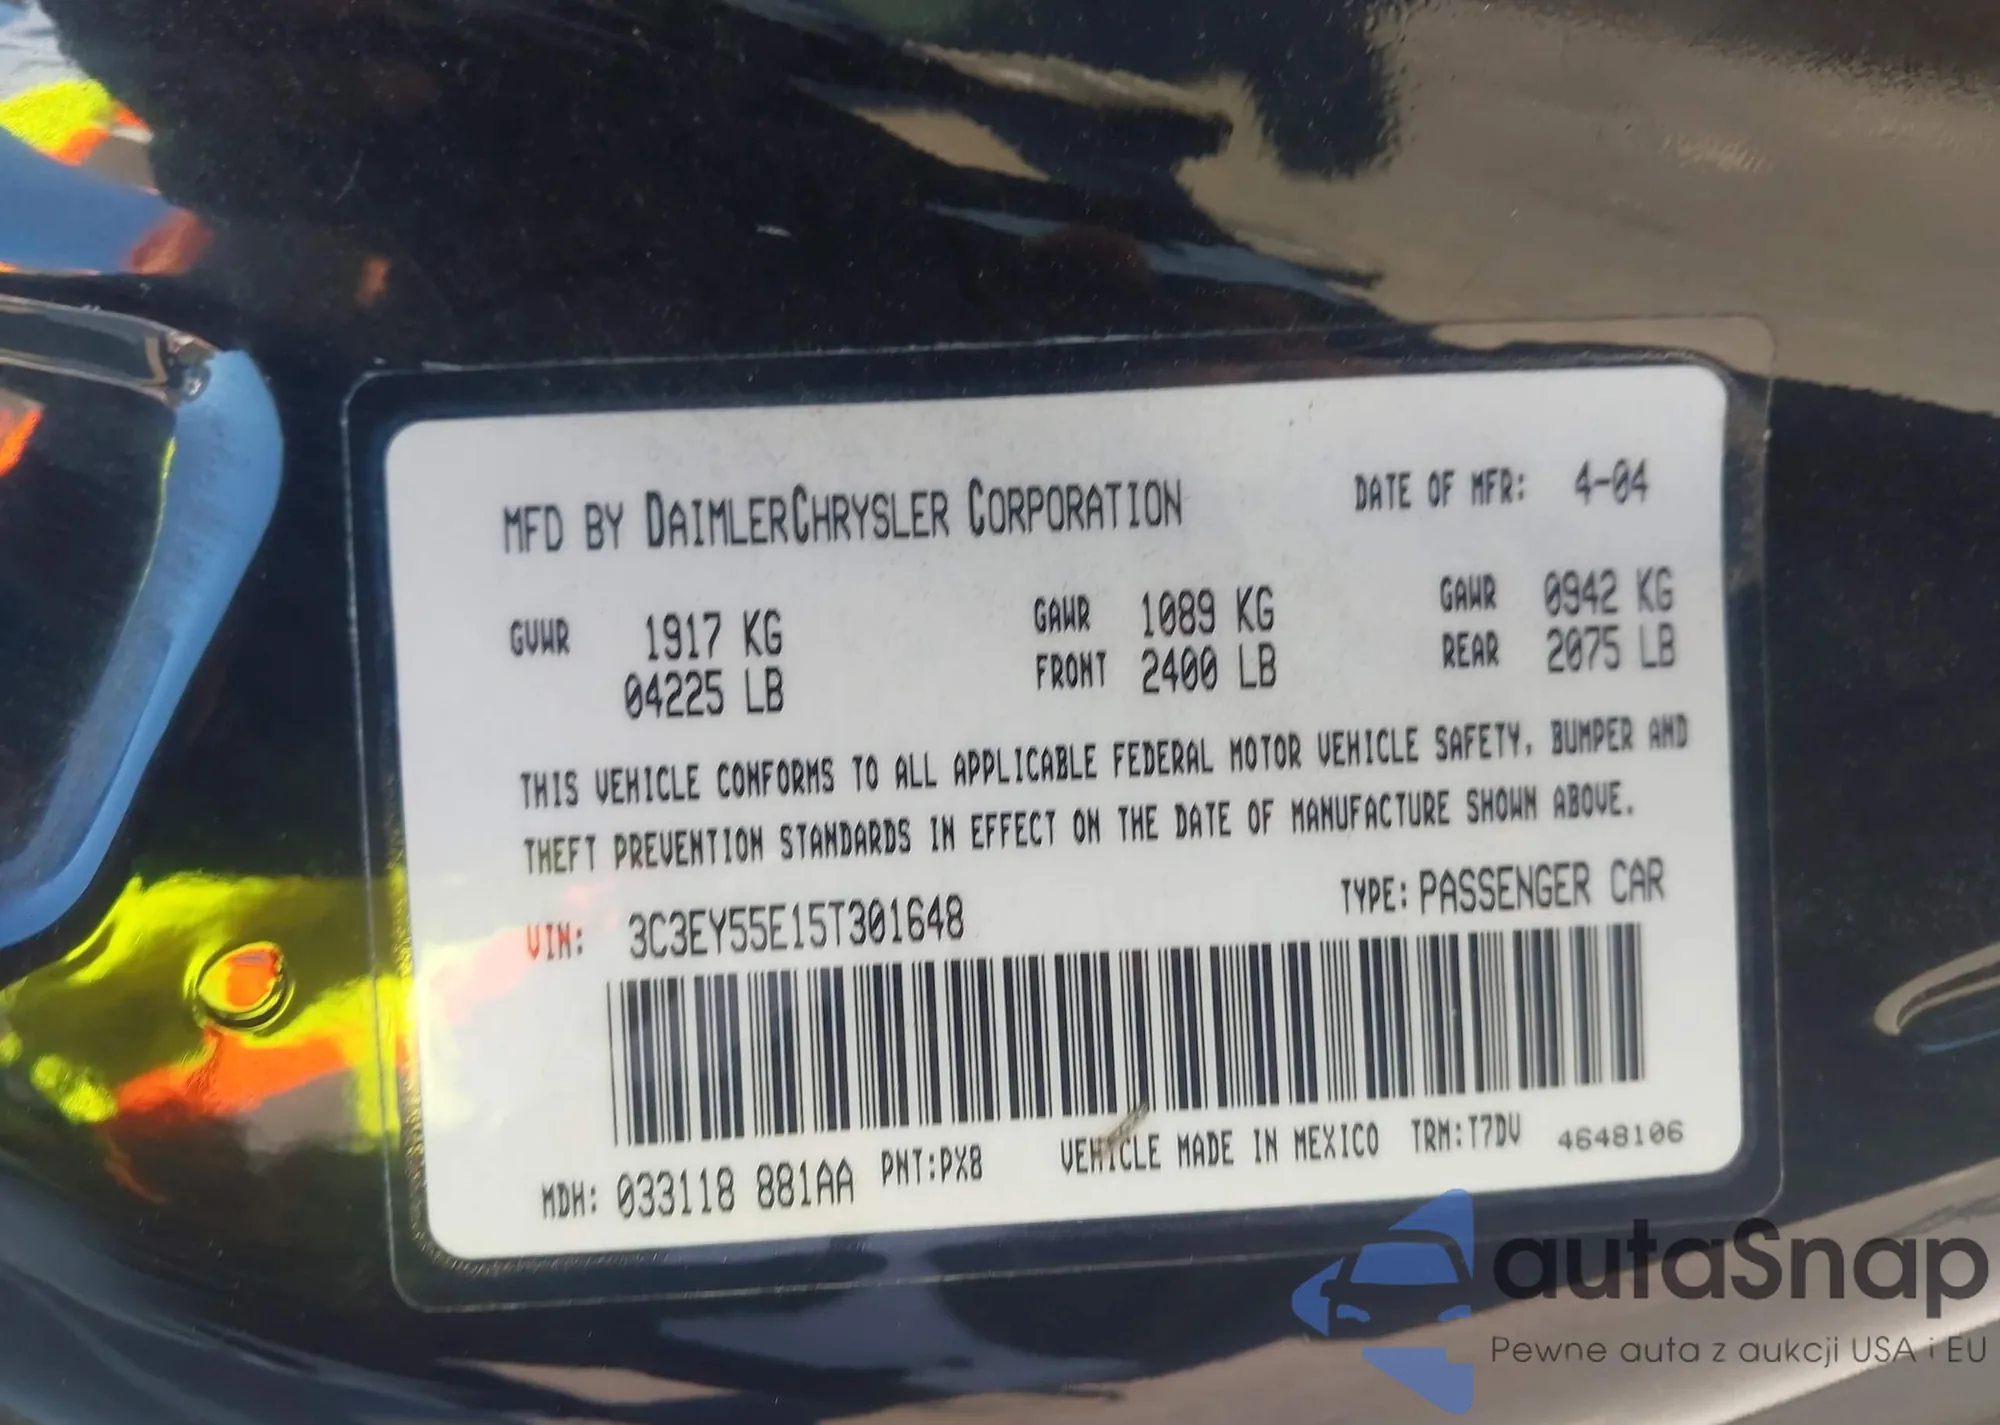 MFD BY DAIMLERCHRYSLER CORPORATION DATE OF MFR: 4-04
GVWR 1917 KG GAWR 1089 KG GAWR 0942 KG
04225 LB FRONT 2400 LB REAR 2075 LB
THIS VEHICLE CONFORMS TO ALL APPLICABLE FEDERAL MOTOR VEHICLE SAFETY, BUMPER AND
THEFT PREVENTION STANDARDS IN EFFECT ON THE DATE OF MANUFACTURE SHOWN ABOVE.
VIN: 3C3EY55E15T301648 TYPE: PASSENGER CAR
MDH: 033118 881AA PNT:PX8 VEHICLE MADE IN MEXICO TRM:T7DV 4648106
autaSnap
Pewne auta z aukcji USA i EU